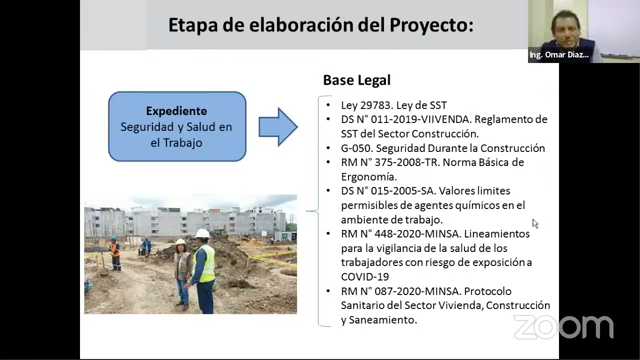 Etapa de elaboración del Proyecto:
Ing. Omar Diaz...
Base Legal
Expediente
Seguridad y Salud en
el Trabajo
• Ley 29783. Ley de SST
• DS N° 011-2019-VIIVENDA. Reglamento de
SST del Sector Construcción.
• G-050. Seguridad Durante la Construcción
• RM N° 375-2008-TR. Norma Básica de
Ergonomía.
• DS N° 015-2005-SA. Valores limites
permisibles de agentes químicos en el
ambiente de trabajo.
• RM N° 448-2020-MINSA. Lineamientos
para la vigilancia de la salud de los
trabajadores con riesgo de exposición a
COVID-19
• RM N° 087-2020-MINSA. Protocolo
Sanitario del Sector Vivienda, Construcción
y Saneamiento.
zoom